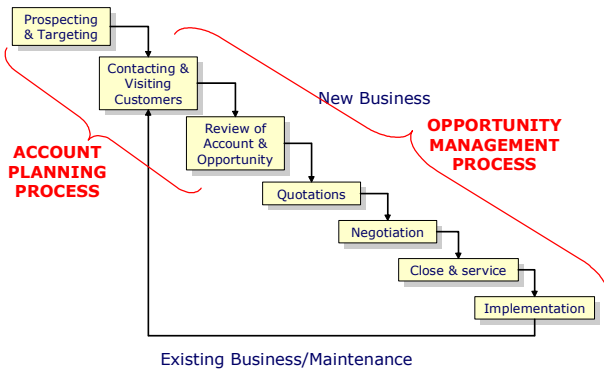 Prospecting
& Targeting
Contacting &
Visiting
Customers
New Business
Review of
Account &
Opportunity
OPPORTUNITY
MANAGEMENT
PROCESS
ACCOUNT
PLANNING
PROCESS
Quotations
Negotiation
Close & service
Implementation
Existing Business/Maintenance